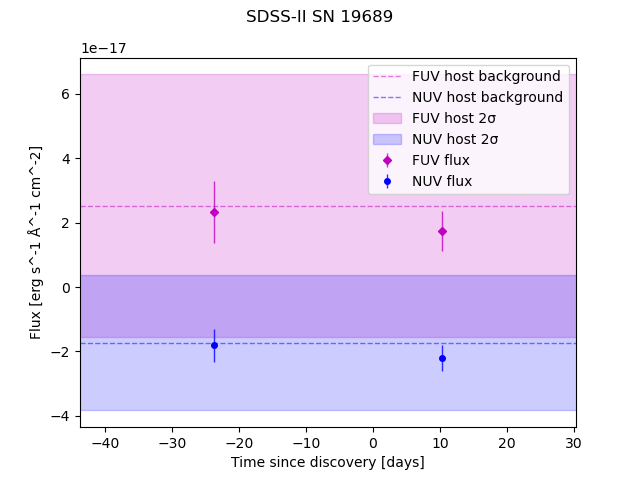 SDSS-II SN 19689
1e−17
FUV host background
NUV host background
FUV host 2σ
NUV host 2σ
FUV flux
NUV flux
Flux [erg s^-1 Å^-1 cm^-2]
6
4
2
0
−2
−4
−40 −30 −20 −10 0 10 20 30
Time since discovery [days]